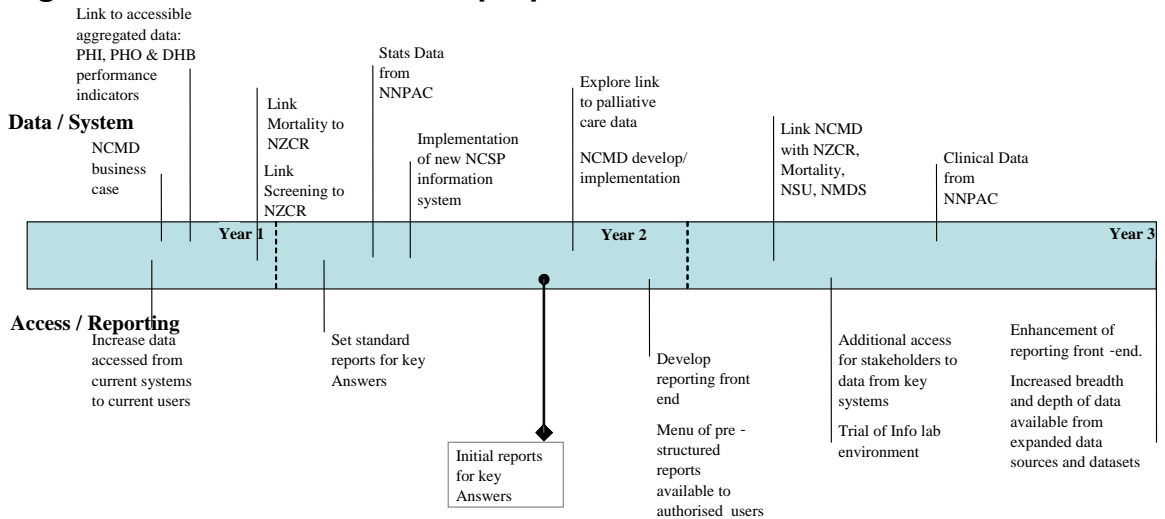 Link to accessible
aggregated data:
PHI, PHO & DHB
performance
indicators
Stats Data
from
NNPAC
Explore link
to palliative
care data
NCMD develop/
implementation
Data / System
NCMD
business
case
Link
Mortality to
NZCR
Link
Screening to
NZCR
Implementation
of new NCSP
information
system
Link NCMD
with NZCR,
Mortality,
NSU, NMDS
Clinical Data
from
NNPAC
Year 1
Year 2
Year 3
Access / Reporting
Increase data
accessed from
current systems
to current users
Set standard
reports for key
Answers
Initial reports
for key
Answers
Develop
reporting front
end
Menu of pre -
structured
reports
available to
authorised users
Additional access
for stakeholders to
data from key
systems
Trial of Info lab
environment
Enhancement of
reporting front -end.
Increased breadth
and depth of data
available from
expanded data
sources and datasets